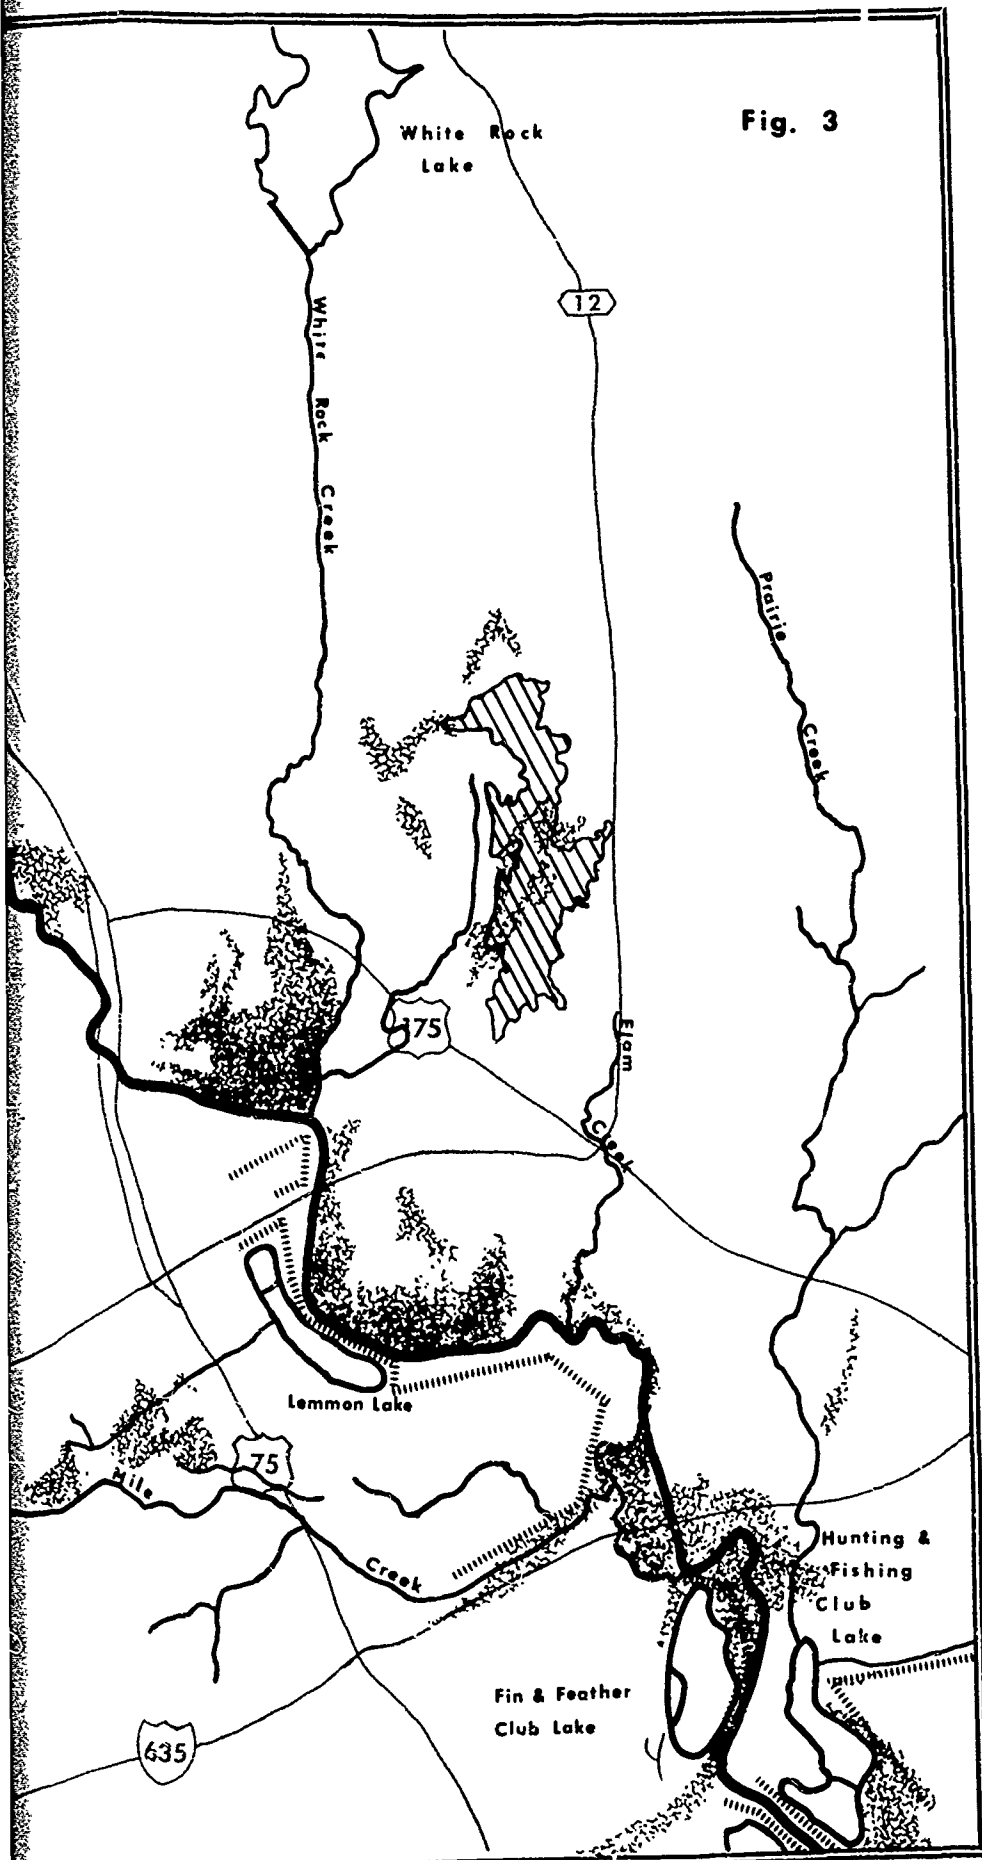 Fig. 3
White Rock
Lake
12
White Rock Creek
Prairie
Creek
175
Elam
Creek
Lemmon Lake
75
Mile
Creek
Hunting &
Fishing
Club
Lake
Fin & Feather
Club Lake
635